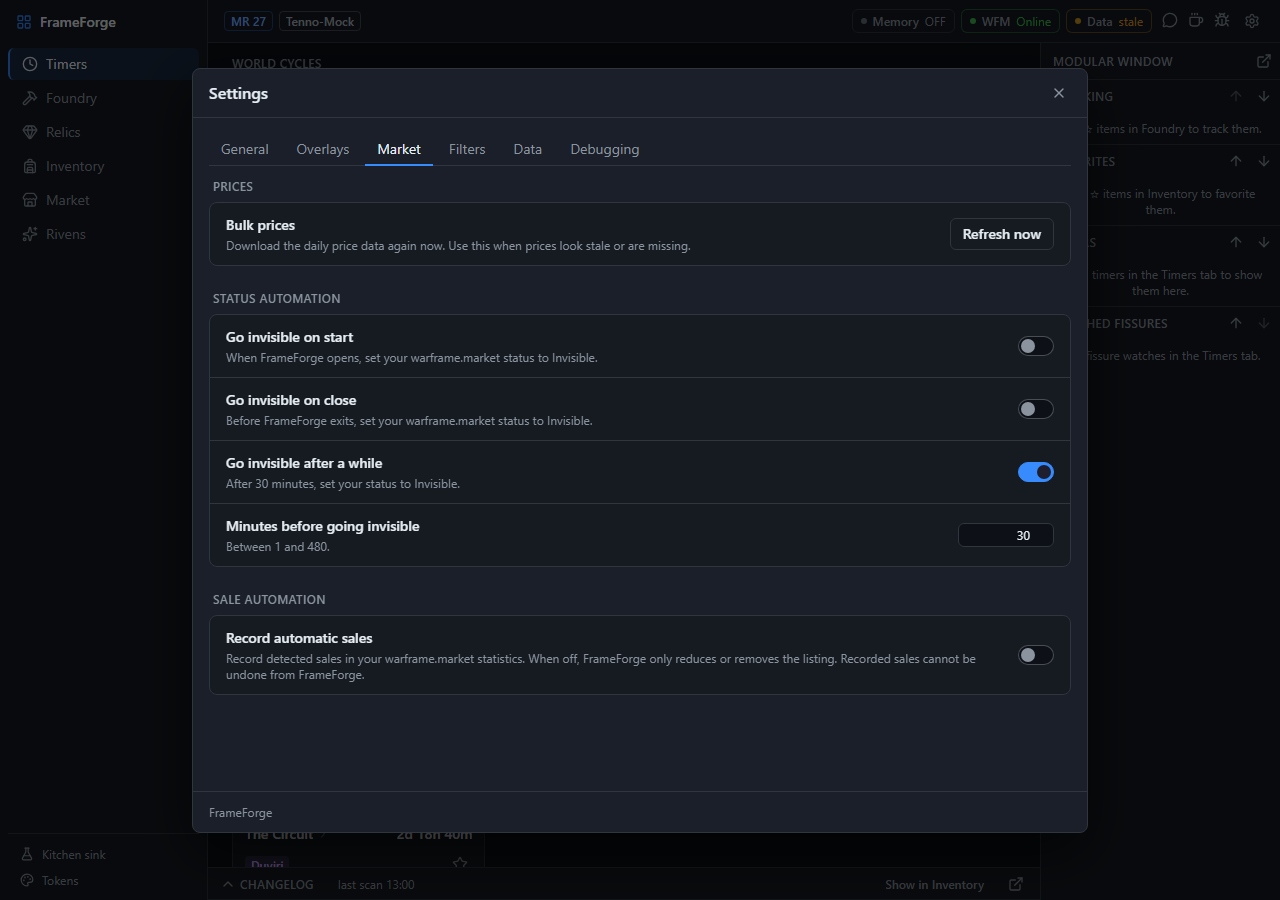 FrameForge
MR 27
Tenno-Mock
Memory OFF
WFM Online
Data stale
Timers
Foundry
Relics
Inventory
Market
Rivens
WORLD CYCLES
MODULAR WINDOW
Settings
General
Overlays
Market
Filters
Data
Debugging
PRICES
Bulk prices
Download the daily price data again now. Use this when prices look stale or are missing.
Refresh now
STATUS AUTOMATION
Go invisible on start
When FrameForge opens, set your warframe.market status to Invisible.
Go invisible on close
Before FrameForge exits, set your warframe.market status to Invisible.
Go invisible after a while
After 30 minutes, set your status to Invisible.
Minutes before going invisible
Between 1 and 480.
30
SALE AUTOMATION
Record automatic sales
Record detected sales in your warframe.market statistics. When off, FrameForge only reduces or removes the listing. Recorded sales cannot be
undone from FrameForge.
FrameForge
KING
items in Foundry to track them.
RITES
☆ items in Inventory to favorite
them.
S
timers in the Timers tab to show
them here.
HED FISSURES
fissure watches in the Timers tab.
The Circuit
2d 18h 40m
Duviri
Kitchen sink
Tokens
CHANGELOG
last scan 13:00
Show in Inventory